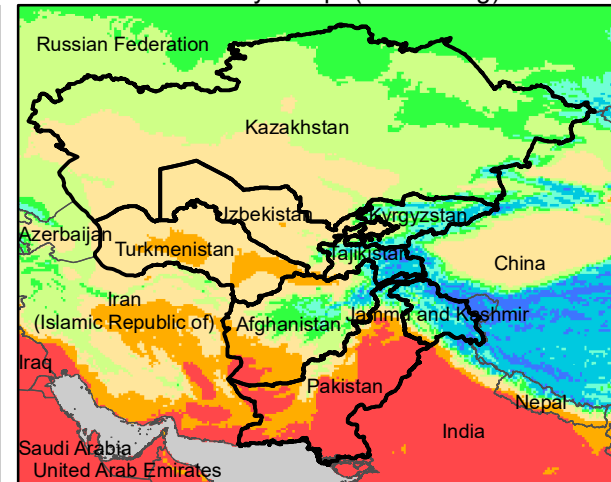 Russian Federation
Kazakhstan
Uzbekistan
Kyrgyzstan
Azerbaijan
Turkmenistan
Tajikistan
China
Iran
(Islamic Republic of)
Afghanistan
Jammu and Kashmir
Iraq
Pakistan
Nepal
India
Saudi Arabia
United Arab Emirates